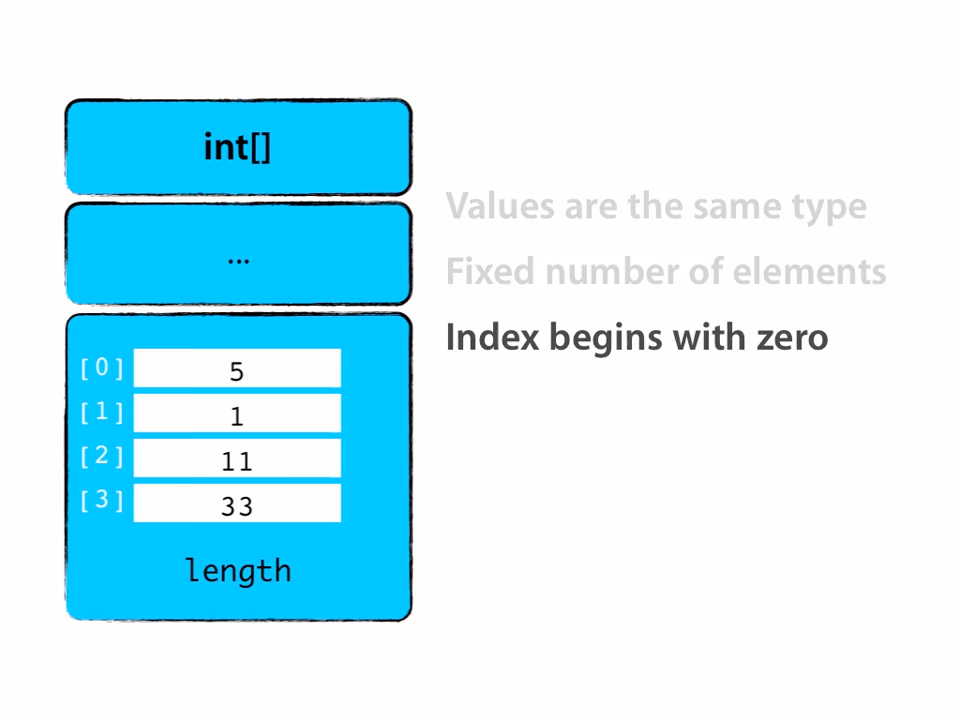 int[]
...
[0] 5
[1] 1
[2] 11
[3] 33
length
Values are the same type
Fixed number of elements
Index begins with zero